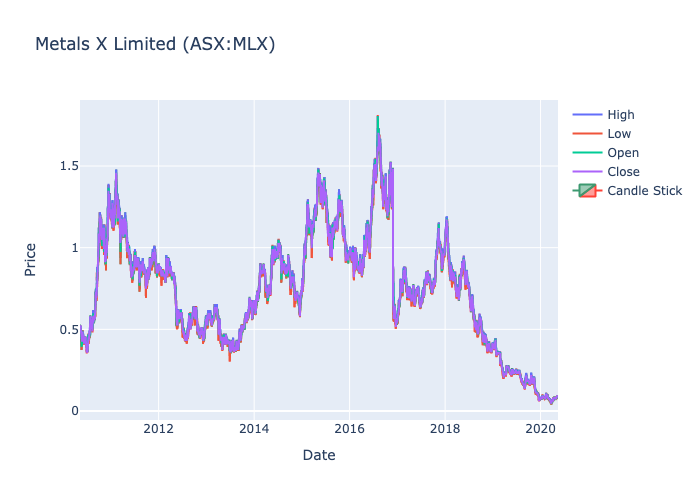 Metals X Limited (ASX:MLX)
High
Low
Open
Close
Candle Stick
1.5
1
0.5
0
Price
2012 2014 2016 2018 2020
Date